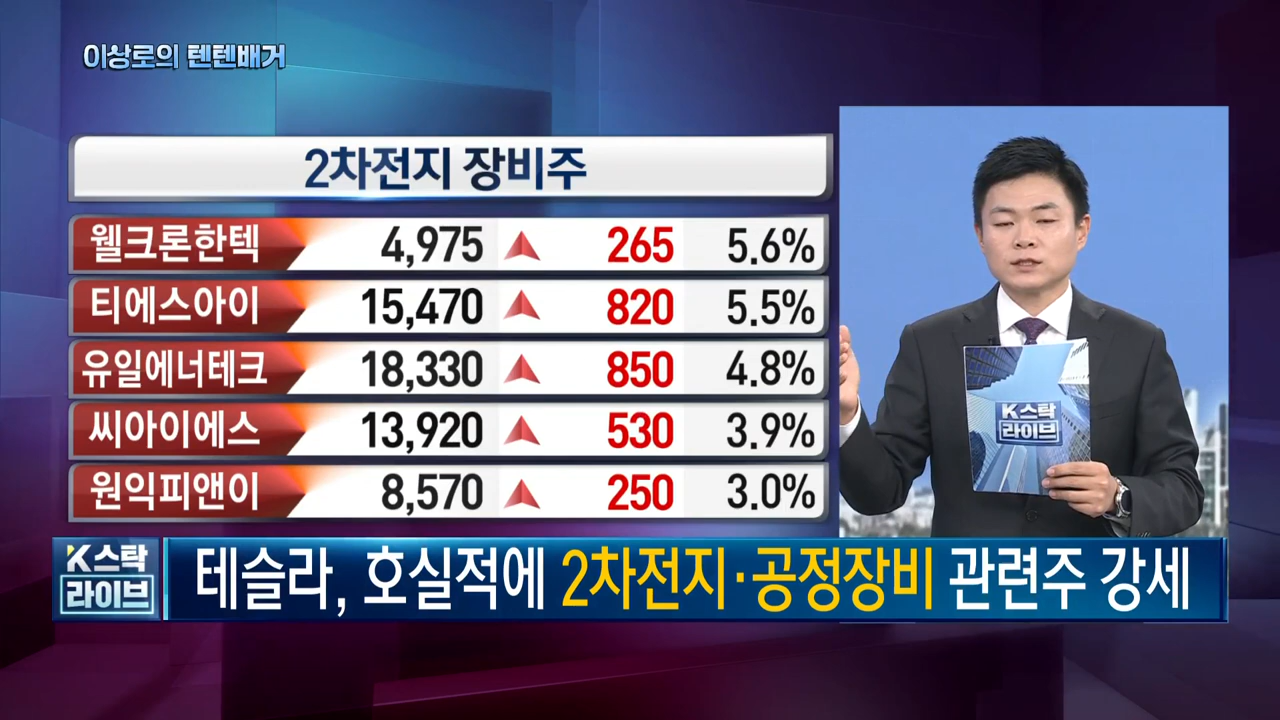 이상로의 텐텐배거
2차전지 장비주
웰크론한텍 4,975 ▲ 265 5.6%
티에스아이 15,470 ▲ 820 5.5%
유일에너테크 18,330 ▲ 850 4.8%
씨아이에스 13,920 ▲ 530 3.9%
원익피앤이 8,570 ▲ 250 3.0%
K스탁
라이브
K스탁
라이브
테슬라, 호실적에 2차전지·공정장비 관련주 강세